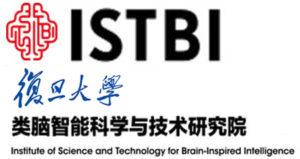 ISTBI
復旦大學
类脑智能科学与技术研究院
Institute of Science and Technology for Brain-Inspired Intelligence